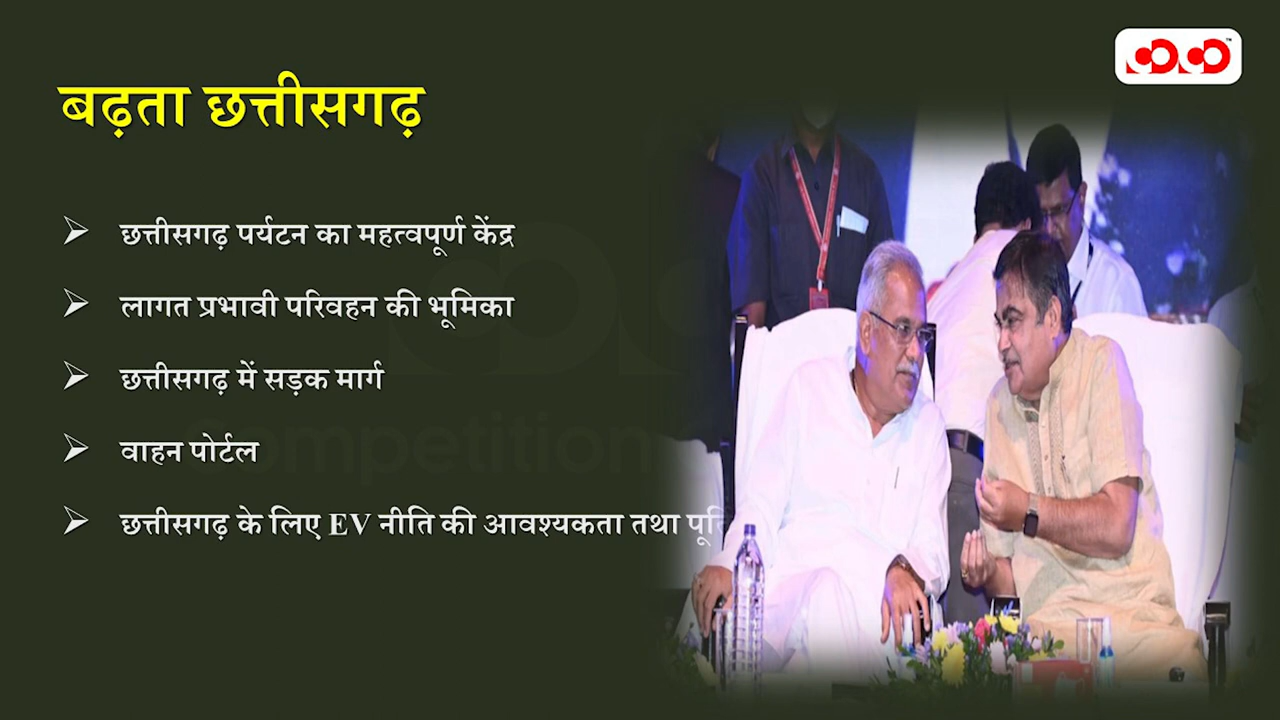 बढ़ता छत्तीसगढ़
छत्तीसगढ़ पर्यटन का महत्वपूर्ण केंद्र
लागत प्रभावी परिवहन की भूमिका
छत्तीसगढ़ में सड़क मार्ग
वाहन पोर्टल
Competition
छत्तीसगढ़ के लिए EV नीति की आवश्यकता तथा